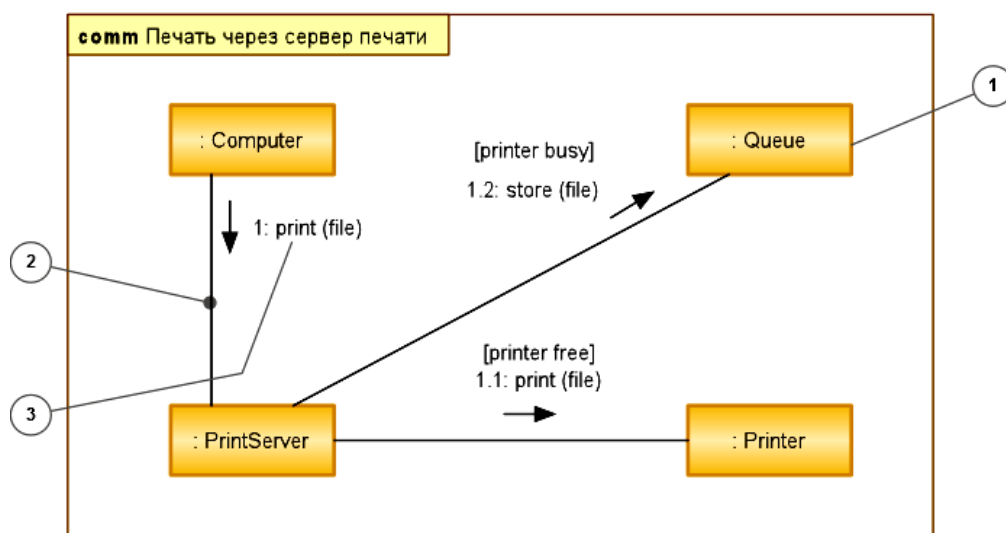 comm Печать через сервер печати
1
: Computer
: Queue
[printer busy]
1.2: store (file)
1: print (file)
2
[printer free]
1.1: print (file)
3
: PrintServer
: Printer